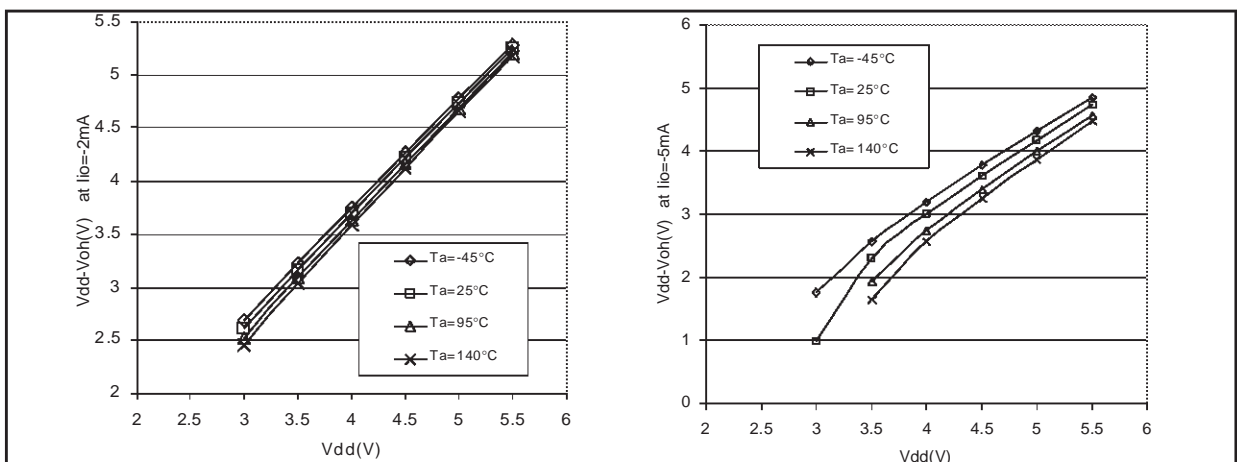 Vdd-Voh(V) at Iio=-2mA
5.5
5
4.5
4
3.5
3
2.5
2
Ta=-45°C
Ta=25°C
Ta=95°C
Ta=140°C
2 2.5 3 3.5 4 4.5 5 5.5 6
Vdd(V)
Vdd-Voh(V) at Iio=-5mA
6
5
4
3
2
1
0
Ta=-45°C
Ta=25°C
Ta=95°C
Ta=140°C
2 2.5 3 3.5 4 4.5 5 5.5 6
Vdd(V)